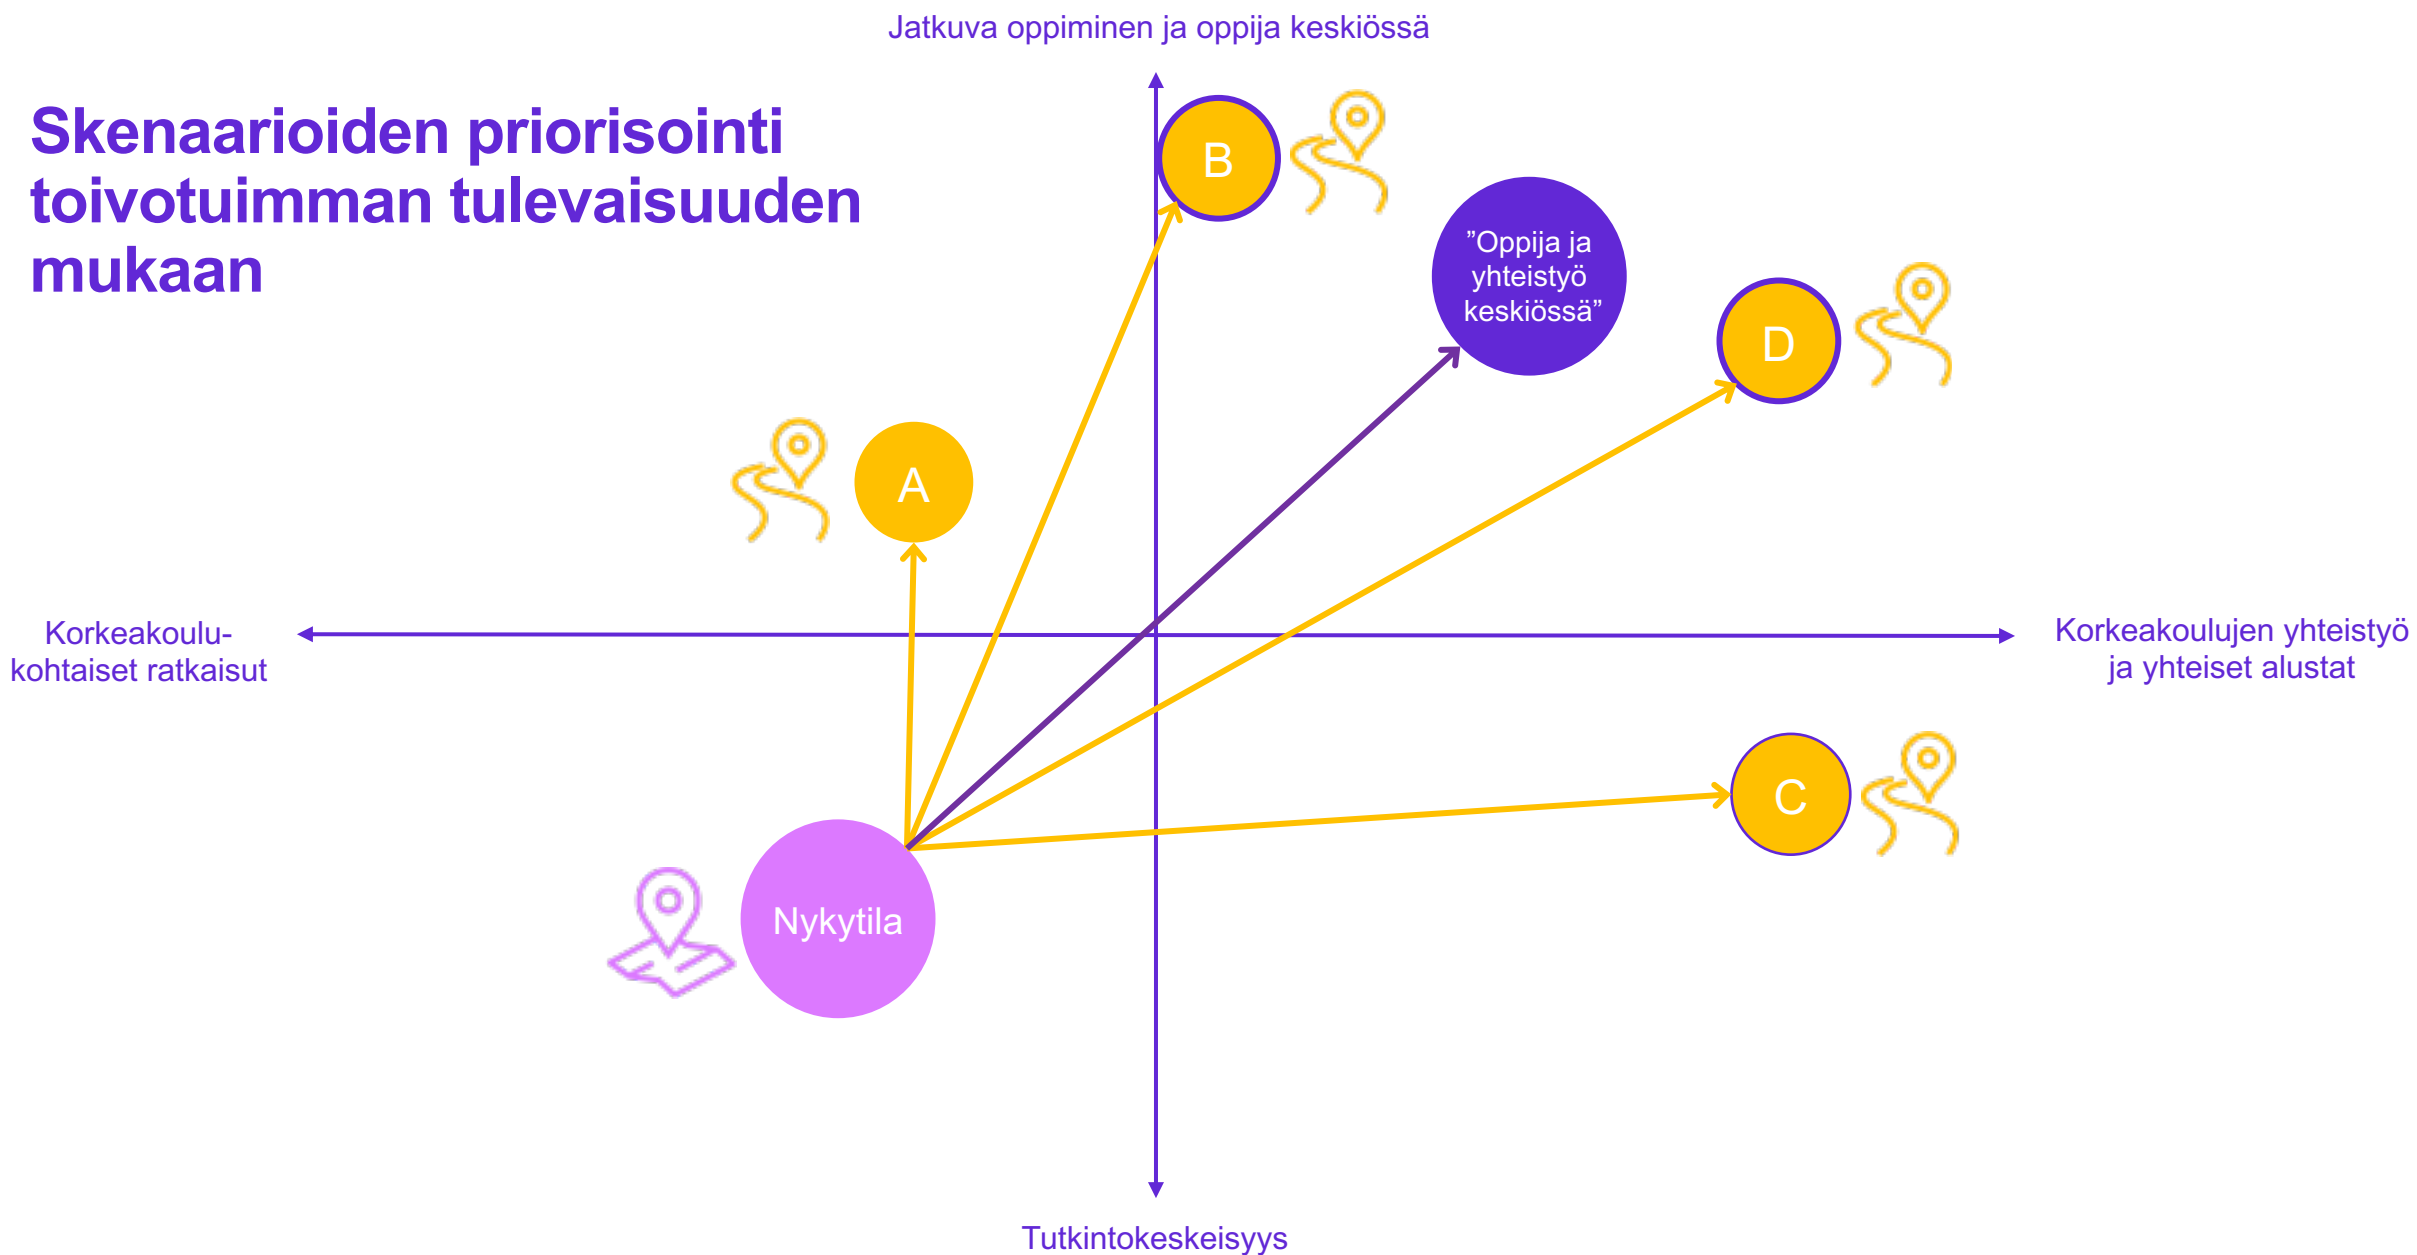 Jatkuva oppiminen ja oppija keskiössä
Skenaarioiden priorisointi
toivotuimman tulevaisuuden
mukaan
B
”Oppija ja
yhteistyö
keskiössä”
D
A
Korkeakoulu-
kohtaiset ratkaisut
Korkeakoulujen yhteistyö
ja yhteiset alustat
C
Nykytila
Tutkintokeskeisyys